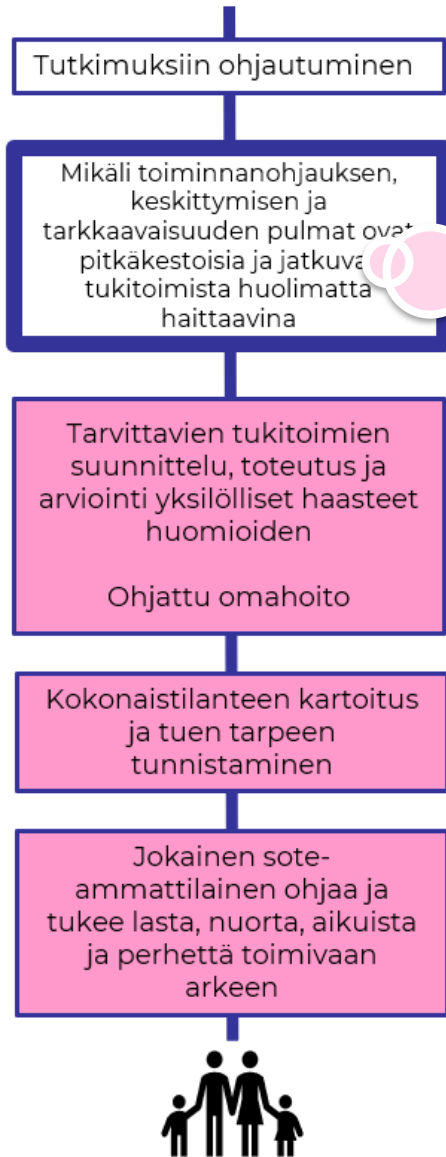 Tutkimuksiin ohjautuminen
Mikäli toiminnanohjauksen,
keskittymisen ja
tarkkaavaisuuden pulmat ovat
pitkäkestoisia ja jatkuva
tukitoimista huolimatta
haittaavina
Tarvittavien tukitoimien
suunnittelu, toteutus ja
arviointi yksilölliset haasteet
huomioiden
Ohjattu omahoito
Kokonaistilanteen kartoitus
ja tuen tarpeen
tunnistaminen
Jokainen sote-
ammattilainen ohjaa ja
tukee lasta, nuorta, aikuista
ja perhettä toimivaan
arkeen